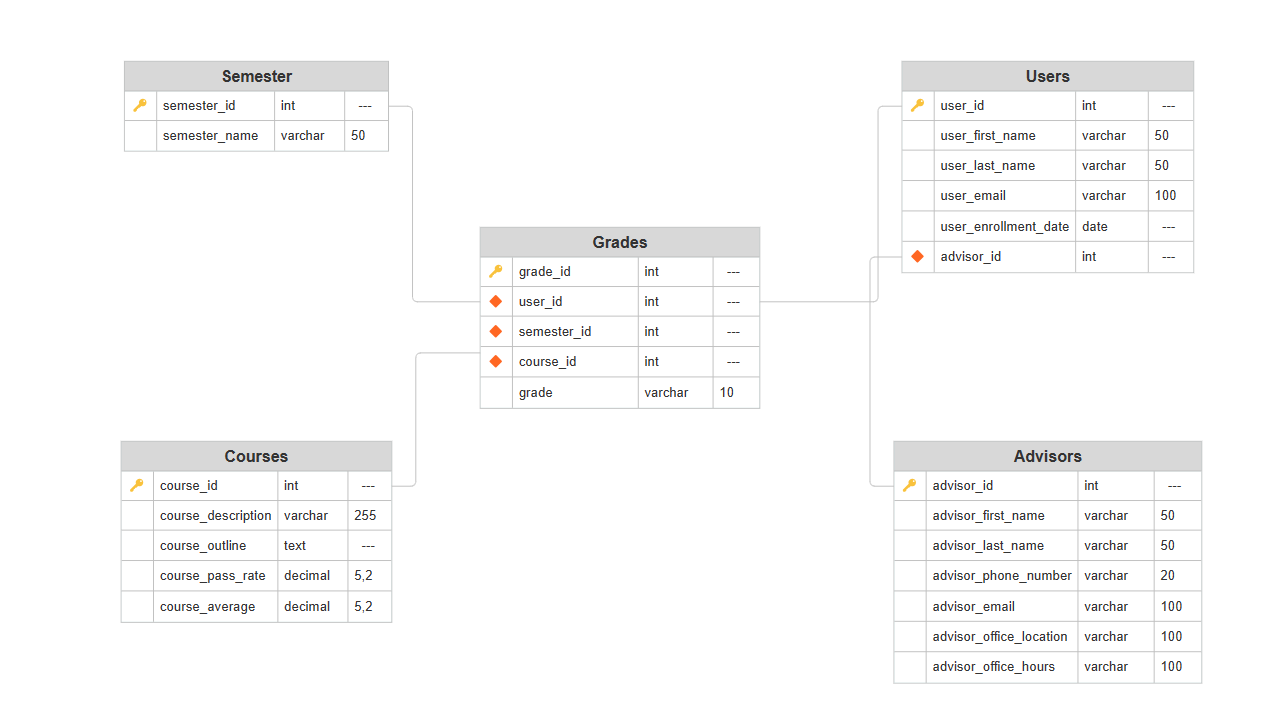 Semester
semester_id int ---
semester_name varchar 50
Users
user_id int ---
user_first_name varchar 50
user_last_name varchar 50
user_email varchar 100
user_enrollment_date date ---
advisor_id int ---
Grades
grade_id int ---
user_id int ---
semester_id int ---
course_id int ---
grade varchar 10
Courses
course_id int ---
course_description varchar 255
course_outline text ---
course_pass_rate decimal 5,2
course_average decimal 5,2
Advisors
advisor_id int ---
advisor_first_name varchar 50
advisor_last_name varchar 50
advisor_phone_number varchar 20
advisor_email varchar 100
advisor_office_location varchar 100
advisor_office_hours varchar 100